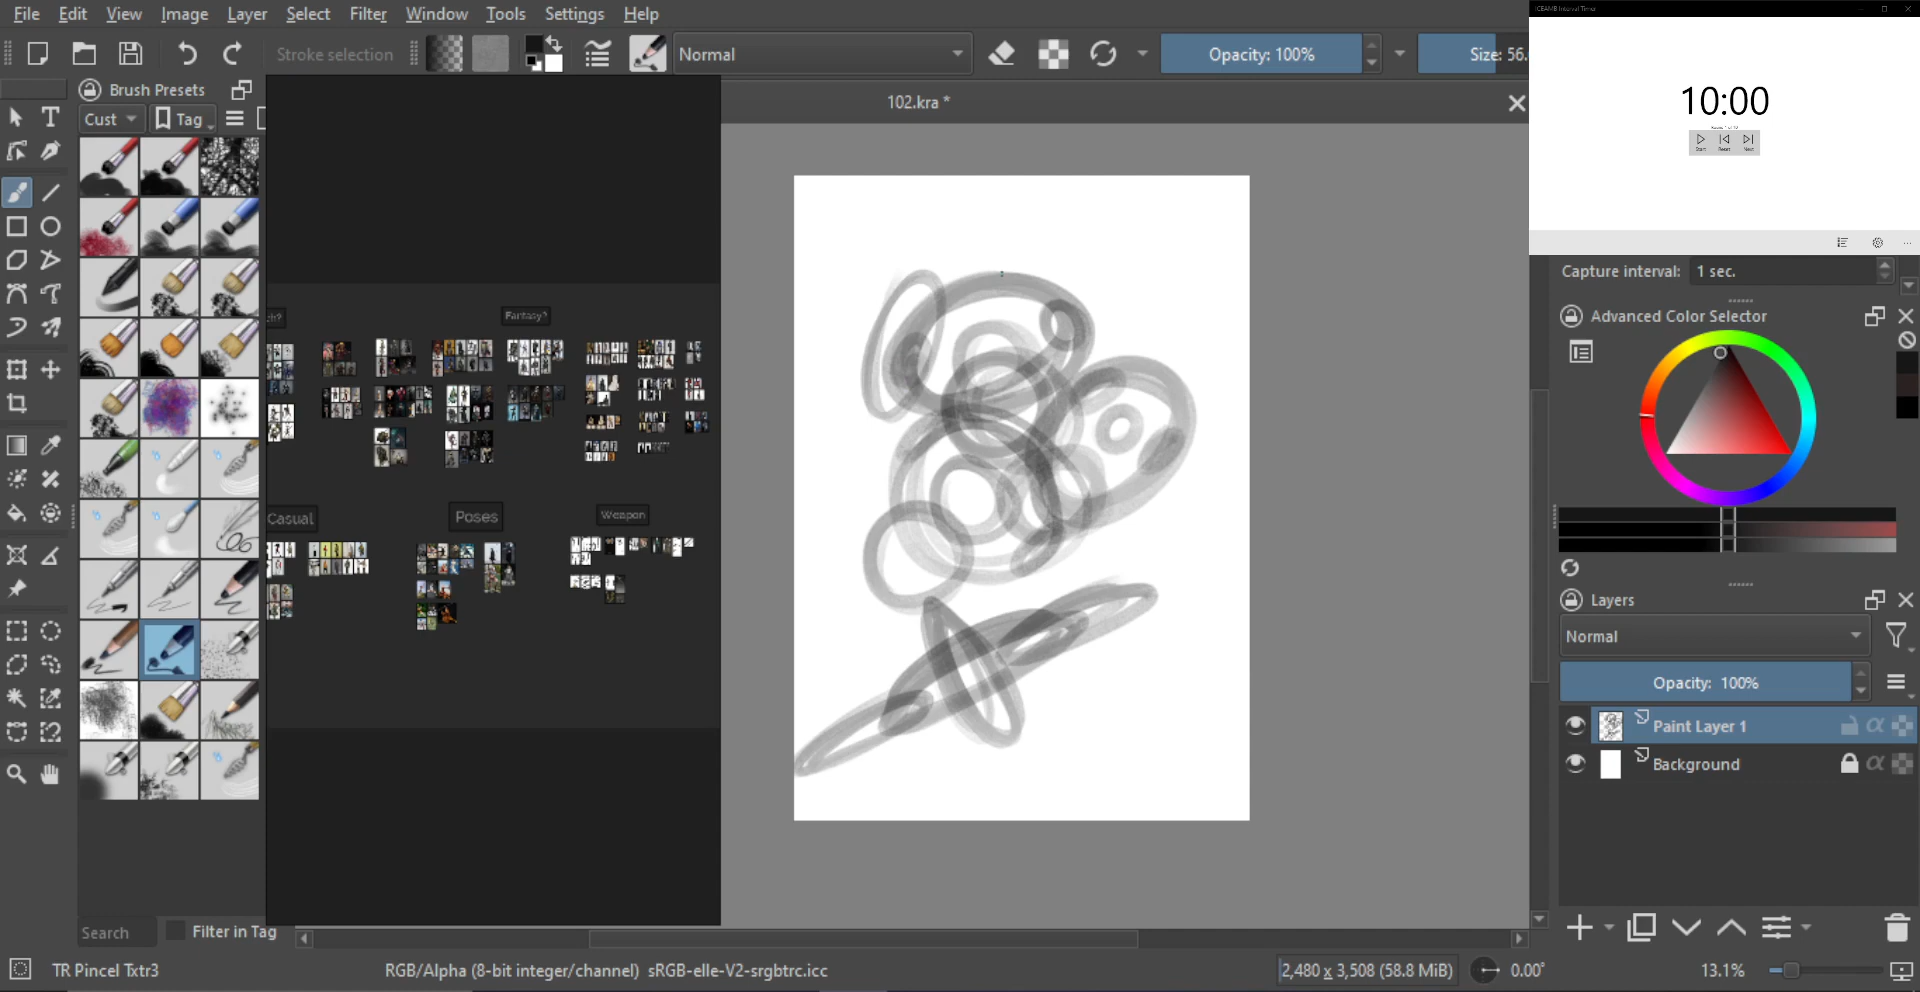 File Edit View Image Layer Select Filter Window Tools Settings Help
Stroke selection
Normal
Opacity: 100%
Size: 56.
Brush Presets
Cust
Tag
102.kra *
10:00
Start Reset Next
Capture interval: 1 sec.
Advanced Color Selector
Fantasy?
Casual
Poses
Weapon
Layers
Normal
Opacity: 100%
Paint Layer 1
Background
Search
Filter in Tag
TR Pincel Txtr3
RGB/Alpha (8-bit integer/channel) sRGB-elle-V2-srgbtrc.icc
2,480 x 3,508 (58.8 MiB)
0.00°
13.1%